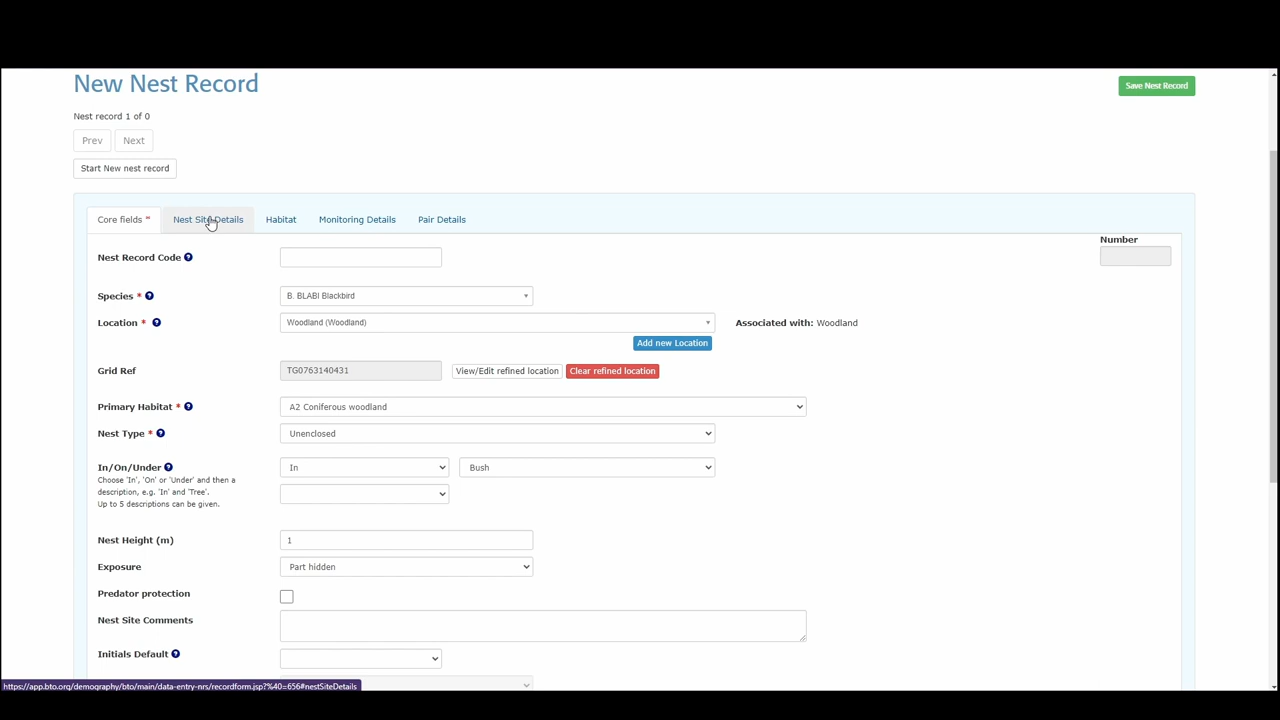 New Nest Record
Save Nest Record
Nest record 1 of 0
Prev Next
Start New nest record
Core fields * Nest Site Details Habitat Monitoring Details Pair Details
Number
Nest Record Code ?
Species * ? B. BLABI Blackbird
Location * ? Woodland (Woodland) Associated with: Woodland
Add new Location
Grid Ref TG0763140431 View/Edit refined location Clear refined location
Primary Habitat * ? A2 Coniferous woodland
Nest Type * ? Unenclosed
In/On/Under ? In Bush
Choose 'In', 'On' or 'Under' and then a
description, e.g. 'In' and 'Tree'.
Up to 5 descriptions can be given.
Nest Height (m) 1
Exposure Part hidden
Predator protection
Nest Site Comments
Initials Default ?
https://app.bto.org/demography/bto/main/data-entry-nrs/recordform.jsp?%40=656#nestSiteDetails